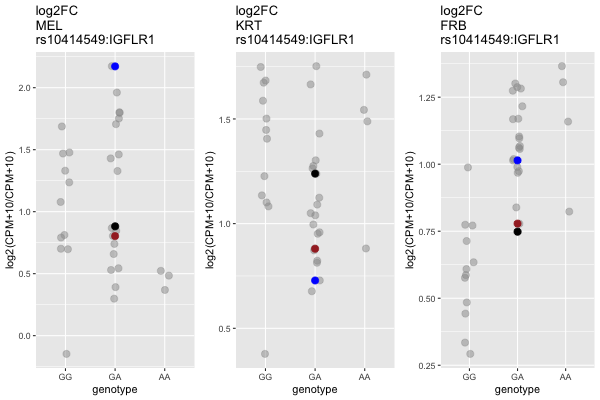 log2FC
MEL
rs10414549:IGFLR1
log2(CPM+10/CPM+10)
2.0
1.5
1.0
0.5
0.0
GG
GA
AA
genotype
log2FC
KRT
rs10414549:IGFLR1
log2(CPM+10/CPM+10)
1.5
1.0
0.5
GG
GA
AA
genotype
log2FC
FRB
rs10414549:IGFLR1
log2(CPM+10/CPM+10)
1.25
1.00
0.75
0.50
0.25
GG
GA
AA
genotype